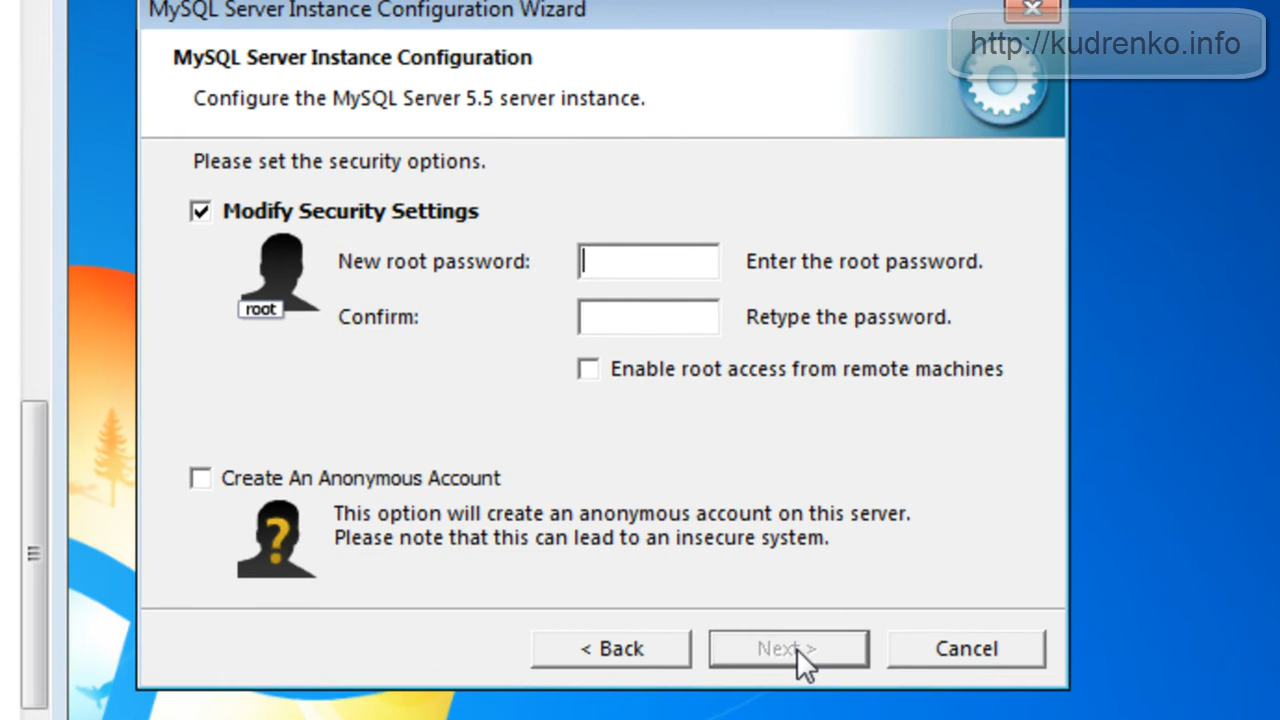 MySQL Server Instance Configuration Wizard
http://kudrenko.info
MySQL Server Instance Configuration
Configure the MySQL Server 5.5 server instance.
Please set the security options.
Modify Security Settings
New root password:
Enter the root password.
root
Confirm:
Retype the password.
Enable root access from remote machines
Create An Anonymous Account
This option will create an anonymous account on this server.
Please note that this can lead to an insecure system.
< Back
Next >
Cancel